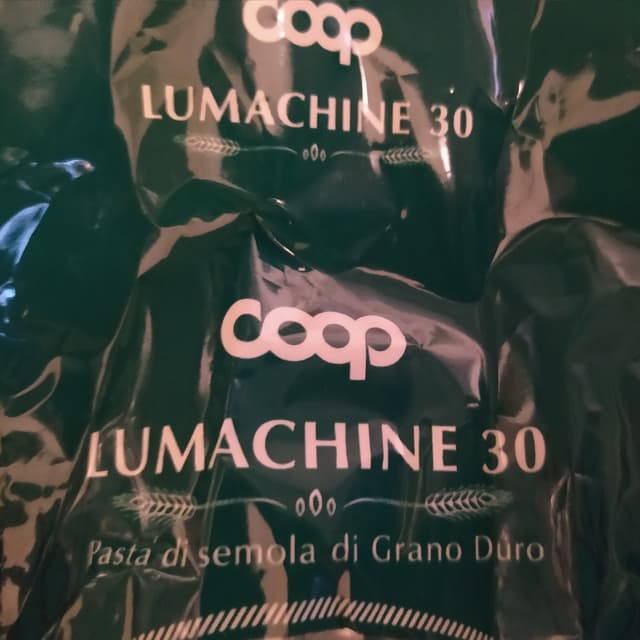 coop
LUMACHINE 30
coop
LUMACHINE 30
Pasta di semola di Grano Duro